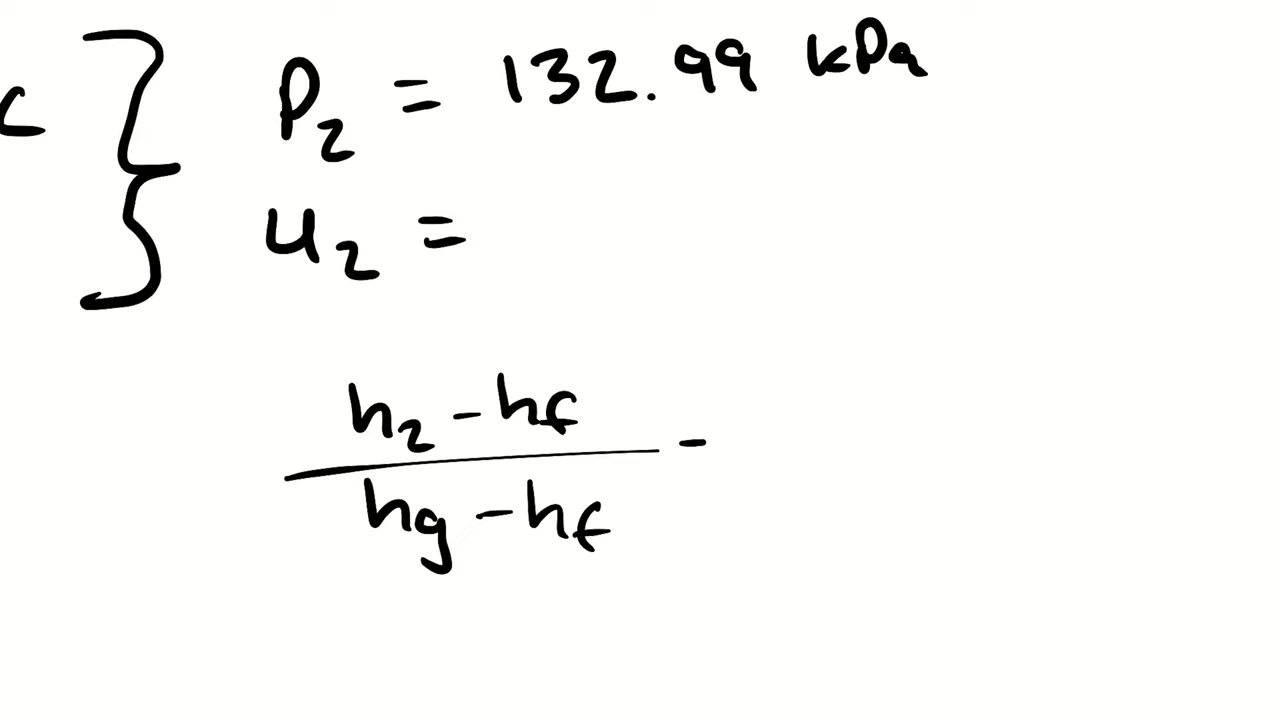 c
P₂ = 132.99 kPa
u₂ =
h₂ - hf
hg - hf
-